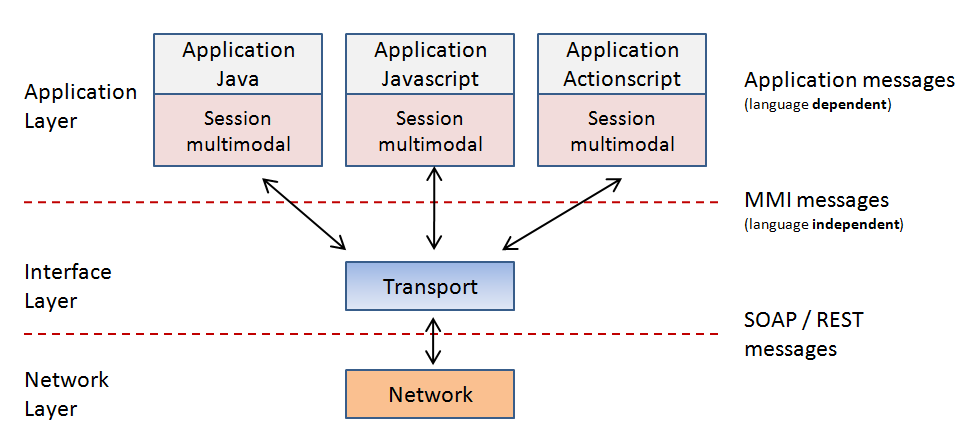 Application
Layer
Application
Java
Session
multimodal
Application
Javascript
Session
multimodal
Application
Actionscript
Session
multimodal
Application messages
(language dependent)
MMI messages
(language independent)
Interface
Layer
Transport
SOAP / REST
messages
Network
Layer
Network